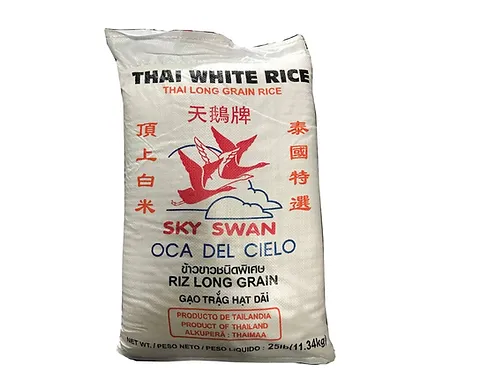 THAI WHITE RICE
THAI LONG GRAIN RICE
天鵝牌
頂上白米
泰國特選
SKY SWAN
OCA DEL CIELO
ข้าวขาวชนิดพิเศษ
RIZ LONG GRAIN
GẠO TRẮG HẠT DÃI
PRODUCTO DE TAILANDIA
PRODUCT OF THAILAND
ALKUPERÄ : THAIMAA
NET WT. / PESO NETO / PESO LIQUIDO : 25lb(11.34kg)